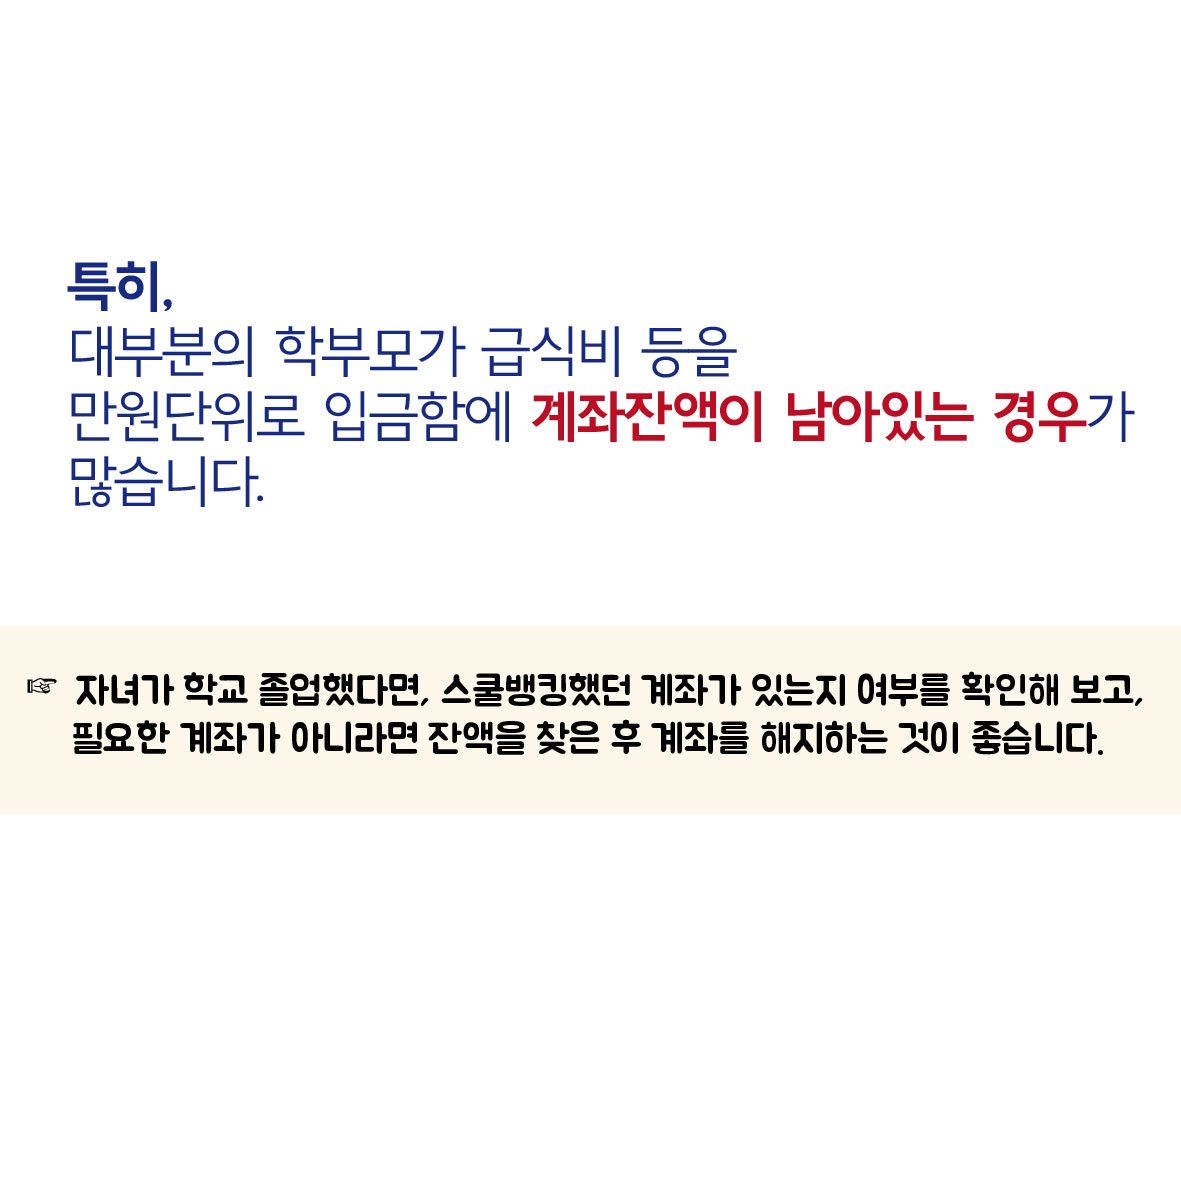 특히,
대부분의 학부모가 급식비 등을
만원단위로 입금함에 계좌잔액이 남아있는 경우가
많습니다.
☞ 자녀가 학교 졸업했다면, 스쿨뱅킹했던 계좌가 있는지 여부를 확인해 보고,
필요한 계좌가 아니라면 잔액을 찾은 후 계좌를 해지하는 것이 좋습니다.